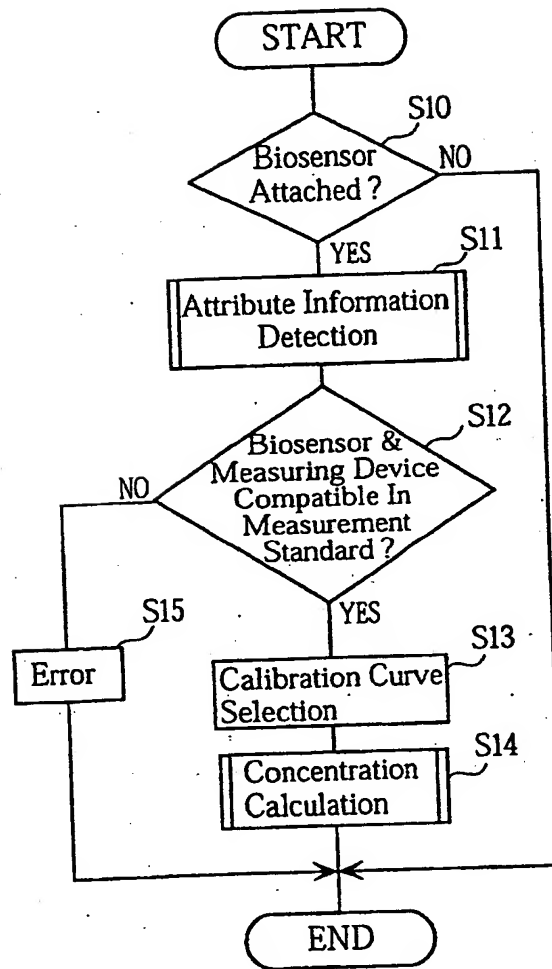 START
S10
Biosensor
Attached ?
NO
YES
S11
Attribute Information
Detection
S12
Biosensor &
Measuring Device
Compatible In
Measurement
Standard ?
NO
YES
S15
Error
S13
Calibration Curve
Selection
S14
Concentration
Calculation
END